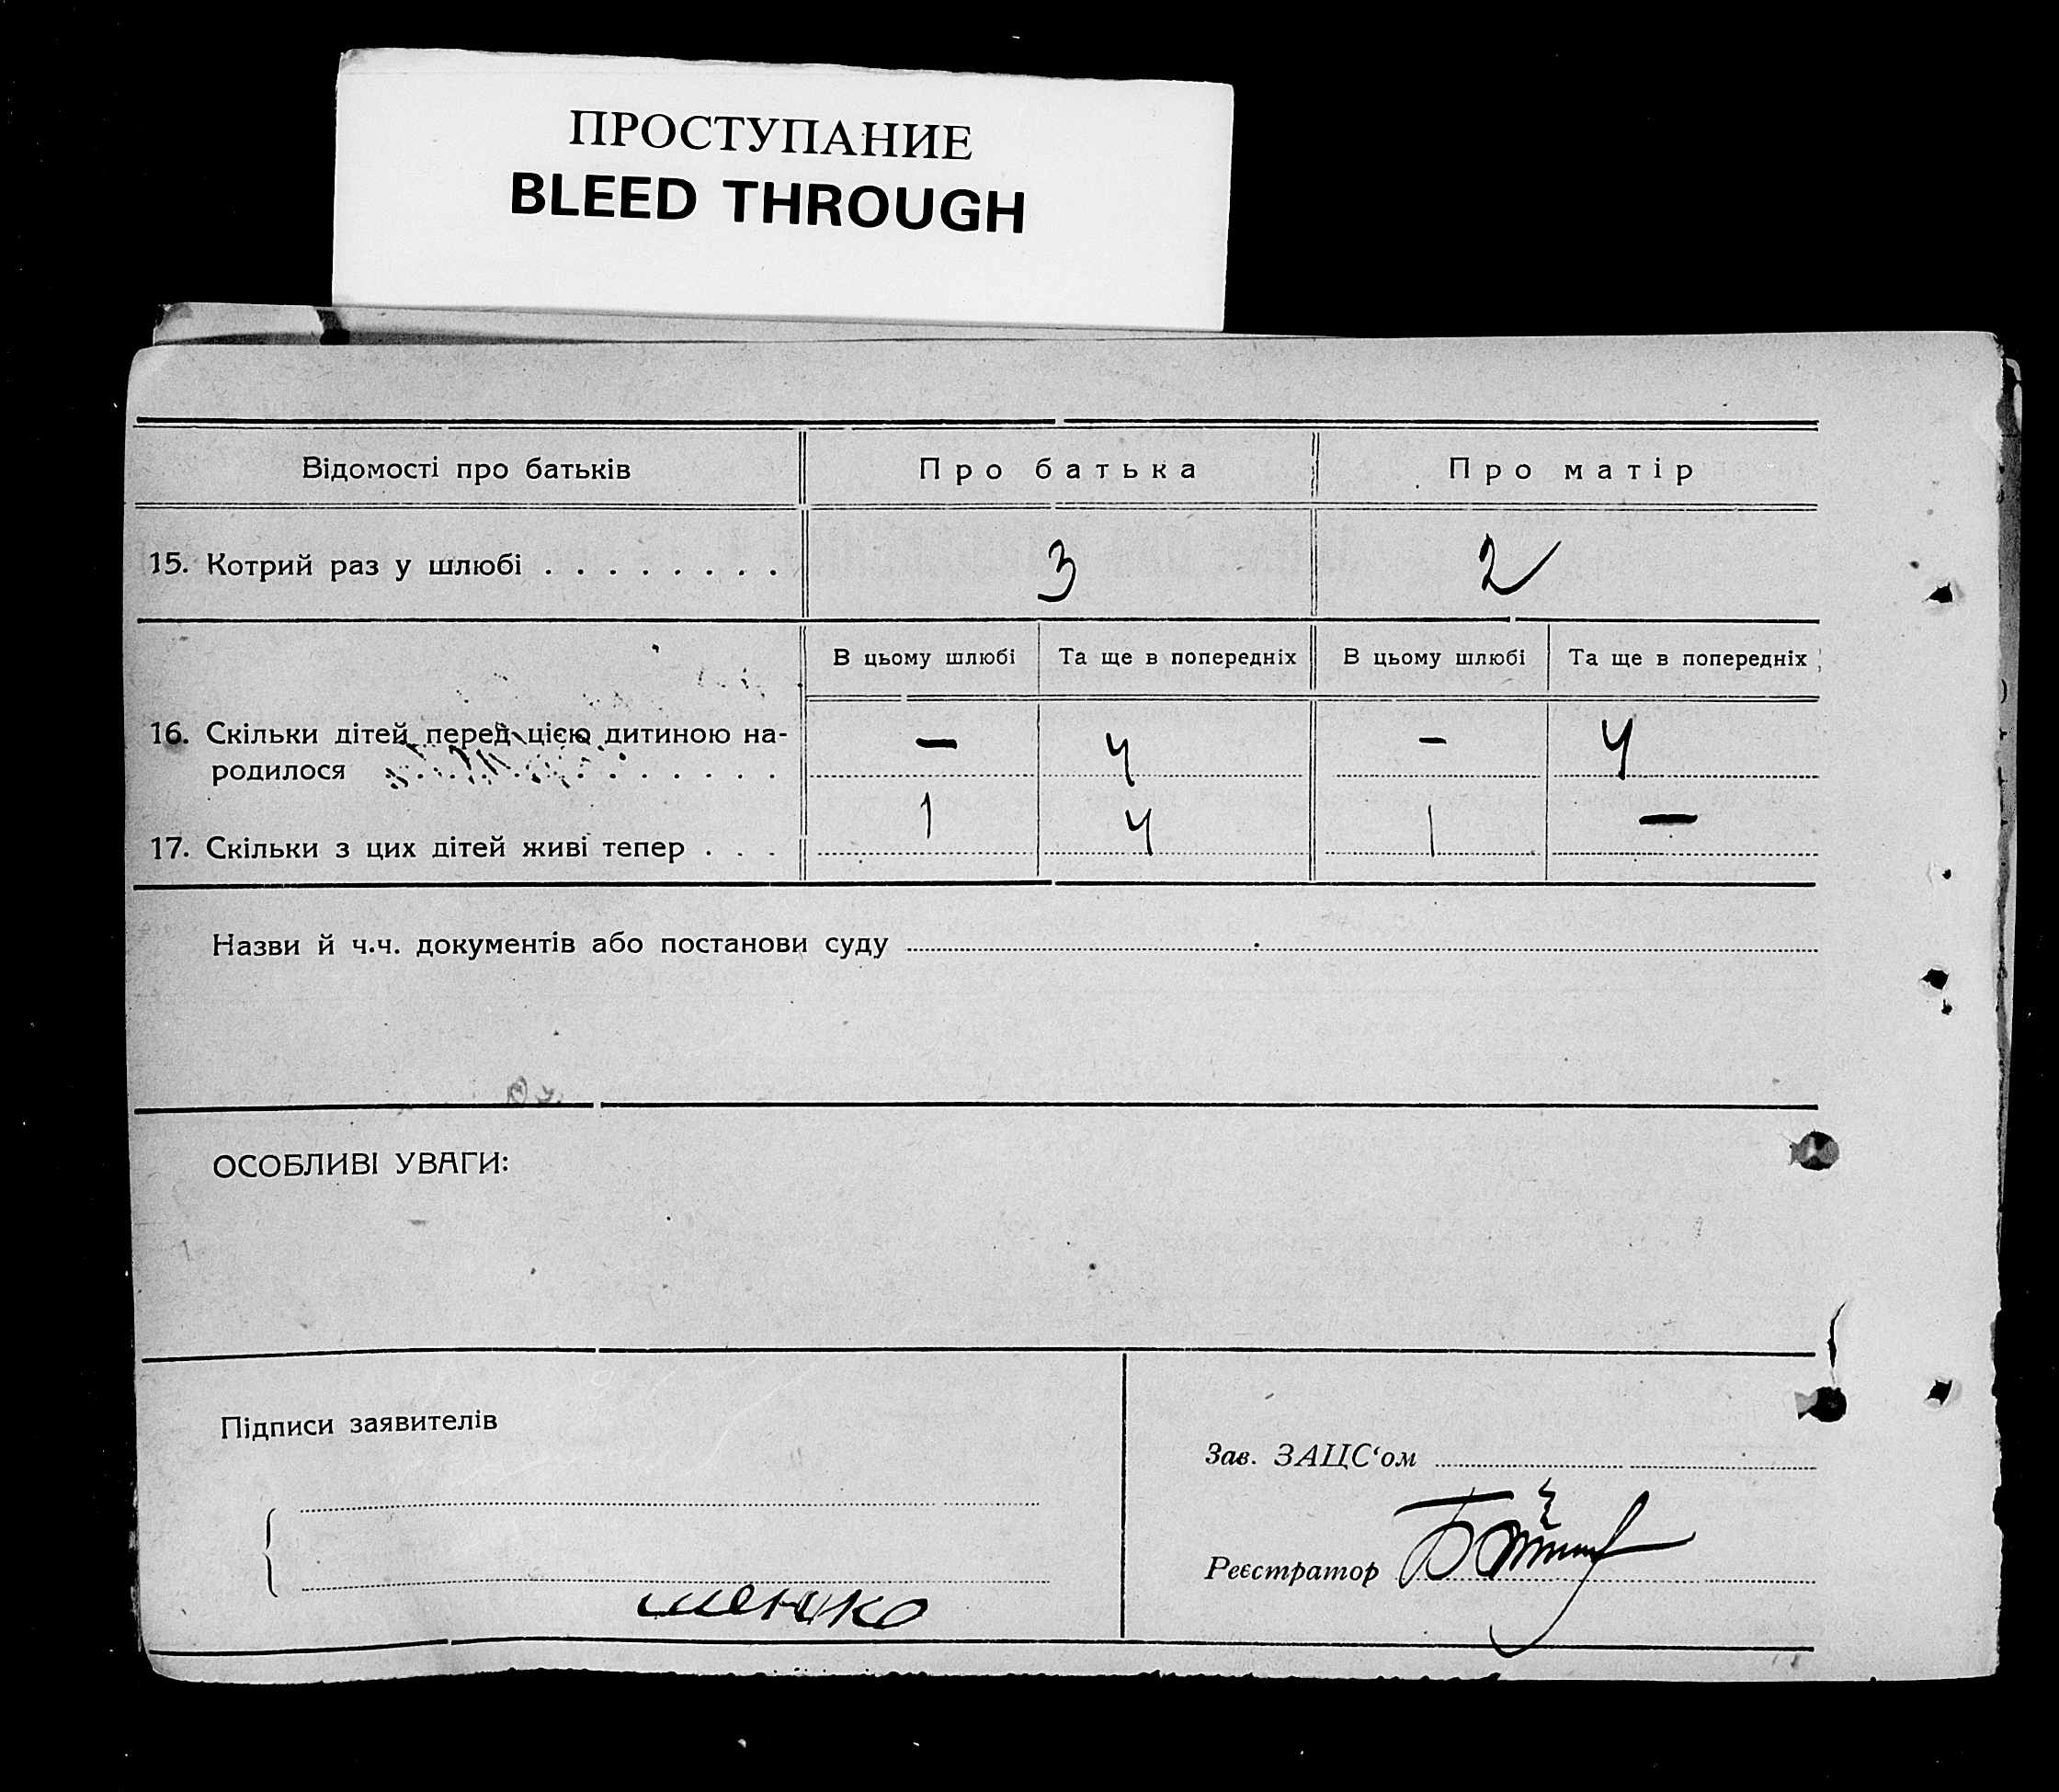 ПРОСТУПАНИЕ
BLEED THROUGH
Відомості про батьків Про батька Про матір
15. Котрий раз у шлюбі . . . . . . . . 3 2
В цьому шлюбі Та ще в попередніх В цьому шлюбі Та ще в попередніх
16. Скільки дітей перед цією дитиною на-
родилося . . . . . . . . . . . . — 4 – 4
17. Скільки з цих дітей живі тепер . . . 1 4 1 —
Назви й ч.ч. документів або постанови суду
ОСОБЛИВІ УВАГИ:
Підписи заявителів
Зав. ЗАЦС‘ом
Реєстратор